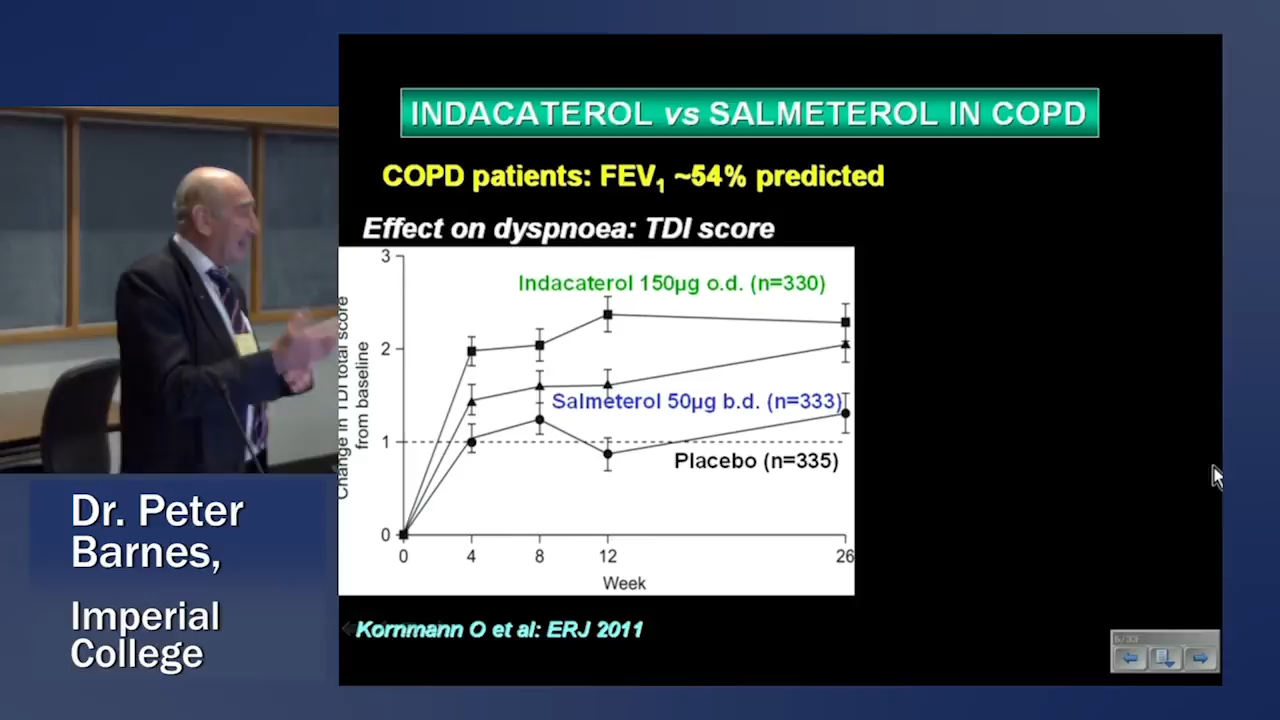 INDACATEROL vs SALMETEROL IN COPD
COPD patients: FEV1 ~54% predicted
Effect on dyspnoea: TDI score
Change in TDI total score
from baseline
3
2
1
0
Indacaterol 150µg o.d. (n=330)
Salmeterol 50µg b.d. (n=333)
Placebo (n=335)
0 4 8 12 26
Week
Kornmann O et al: ERJ 2011
Dr. Peter
Barnes,
Imperial
College